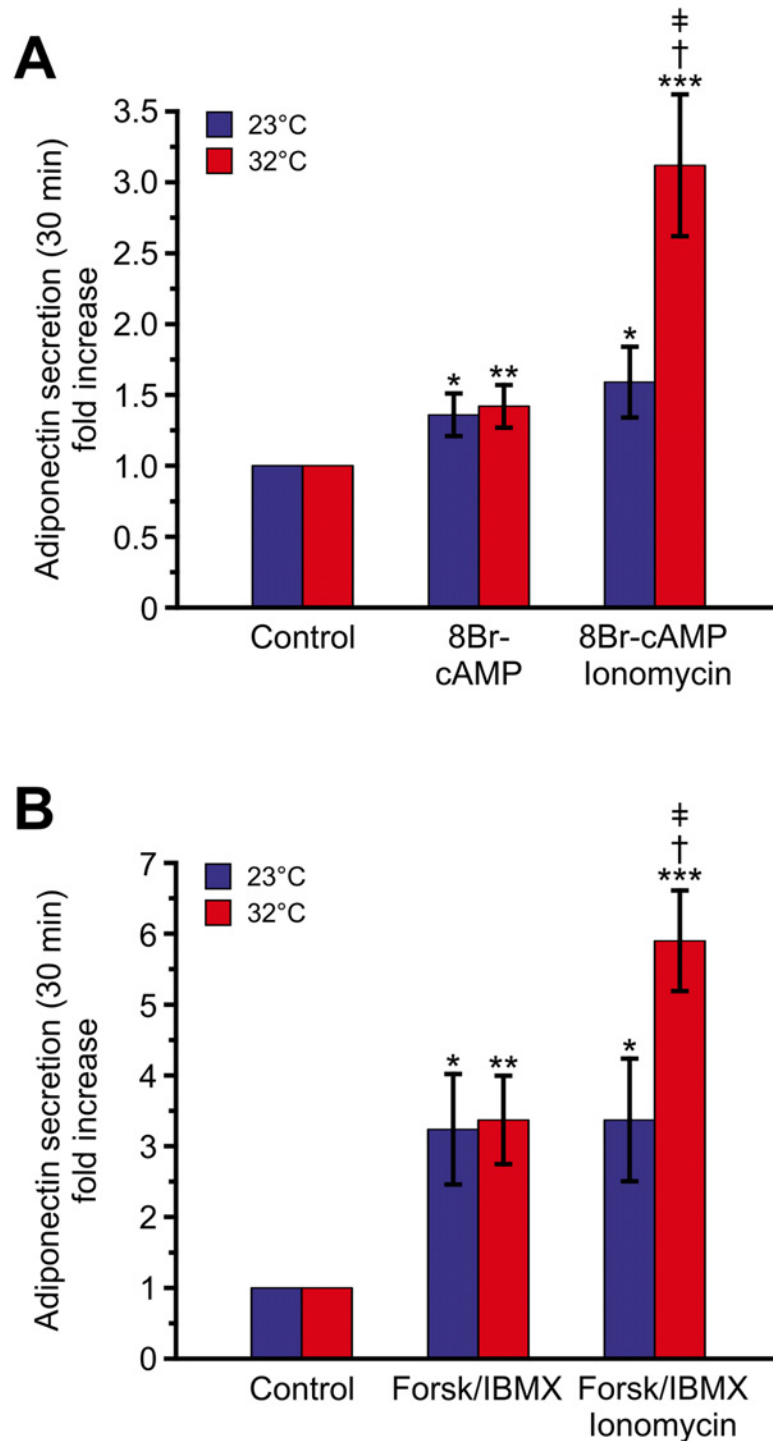 A
Adiponectin secretion (30 min)
fold increase
23°C
32°C
3.5
3.0
2.5
2.0
1.5
1.0
0.5
0
*
**
*
ǂ
†
***
Control
8Br-
cAMP
8Br-cAMP
Ionomycin
B
Adiponectin secretion (30 min)
fold increase
23°C
32°C
7
6
5
4
3
2
1
0
*
**
*
ǂ
†
***
Control
Forsk/IBMX
Forsk/IBMX
Ionomycin